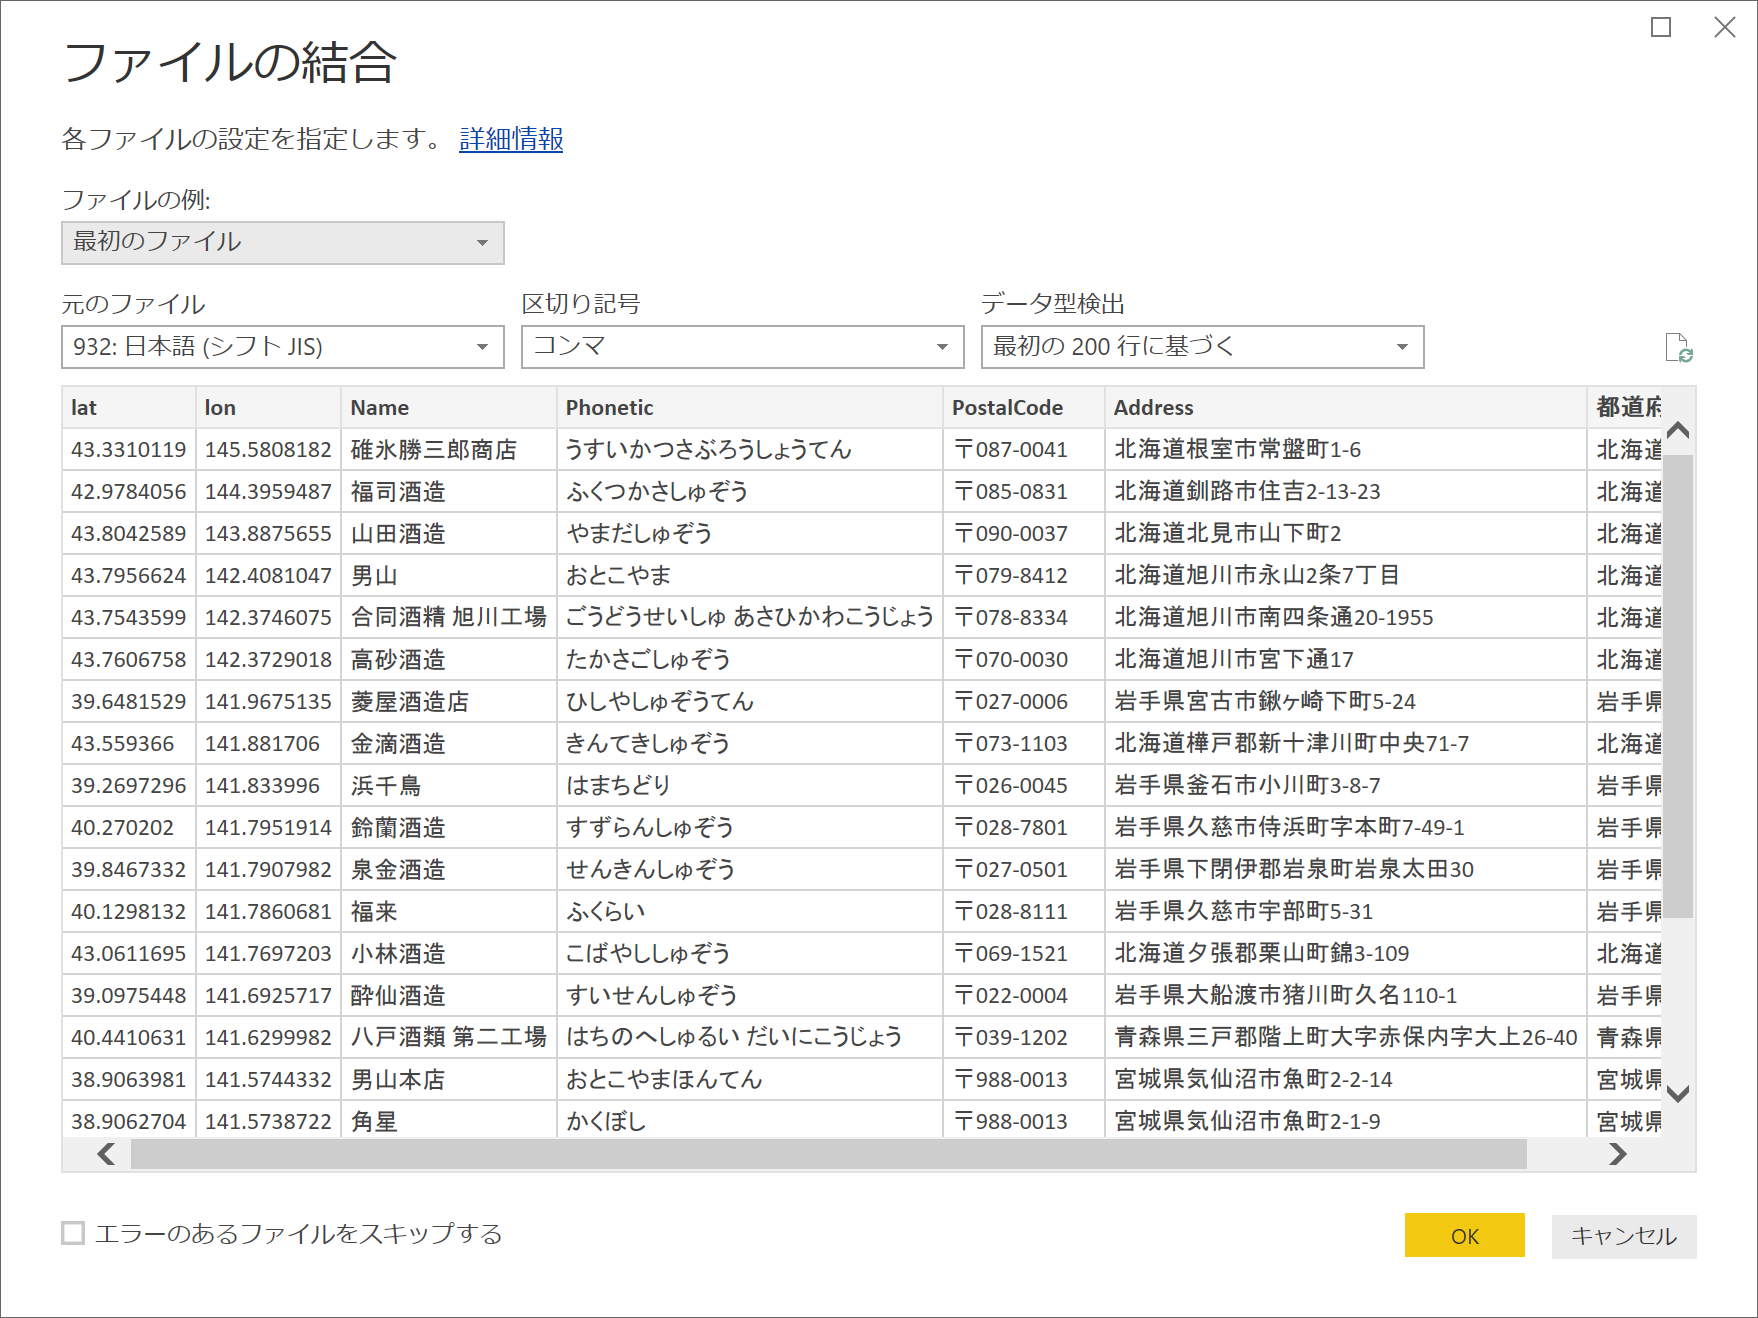 ファイルの結合
各ファイルの設定を指定します。 詳細情報
ファイルの例:
最初のファイル
元のファイル 区切り記号 データ型検出
932: 日本語 (シフト JIS) コンマ 最初の 200 行に基づく
lat lon Name Phonetic PostalCode Address 都道府
43.3310119 145.5808182 碓氷勝三郎商店 うすいかつさぶろうしょうてん 〒087-0041 北海道根室市常盤町1-6 北海道
42.9784056 144.3959487 福司酒造 ふくつかさしゅぞう 〒085-0831 北海道釧路市住吉2-13-23 北海道
43.8042589 143.8875655 山田酒造 やまだしゅぞう 〒090-0037 北海道北見市山下町2 北海道
43.7956624 142.4081047 男山 おとこやま 〒079-8412 北海道旭川市永山2条7丁目 北海道
43.7543599 142.3746075 合同酒精 旭川工場 ごうどうせいしゅ あさひかわこうじょう 〒078-8334 北海道旭川市南四条通20-1955 北海道
43.7606758 142.3729018 高砂酒造 たかさごしゅぞう 〒070-0030 北海道旭川市宮下通17 北海道
39.6481529 141.9675135 菱屋酒造店 ひしやしゅぞうてん 〒027-0006 岩手県宮古市鍬ヶ崎下町5-24 岩手県
43.559366 141.881706 金滴酒造 きんてきしゅぞう 〒073-1103 北海道樺戸郡新十津川町中央71-7 北海道
39.2697296 141.833996 浜千鳥 はまちどり 〒026-0045 岩手県釜石市小川町3-8-7 岩手県
40.270202 141.7951914 鈴蘭酒造 すずらんしゅぞう 〒028-7801 岩手県久慈市侍浜町字本町7-49-1 岩手県
39.8467332 141.7907982 泉金酒造 せんきんしゅぞう 〒027-0501 岩手県下閉伊郡岩泉町岩泉太田30 岩手県
40.1298132 141.7860681 福来 ふくらい 〒028-8111 岩手県久慈市宇部町5-31 岩手県
43.0611695 141.7697203 小林酒造 こばやししゅぞう 〒069-1521 北海道夕張郡栗山町錦3-109 北海道
39.0975448 141.6925717 酔仙酒造 すいせんしゅぞう 〒022-0004 岩手県大船渡市猪川町久名110-1 岩手県
40.4410631 141.6299982 八戸酒類 第二工場 はちのへしゅるい だいにこうじょう 〒039-1202 青森県三戸郡階上町大字赤保内字大上26-40 青森県
38.9063981 141.5744332 男山本店 おとこやまほんてん 〒988-0013 宮城県気仙沼市魚町2-2-14 宮城県
38.9062704 141.5738722 角星 かくぼし 〒988-0013 宮城県気仙沼市魚町2-1-9 宮城県
エラーのあるファイルをスキップする OK キャンセル